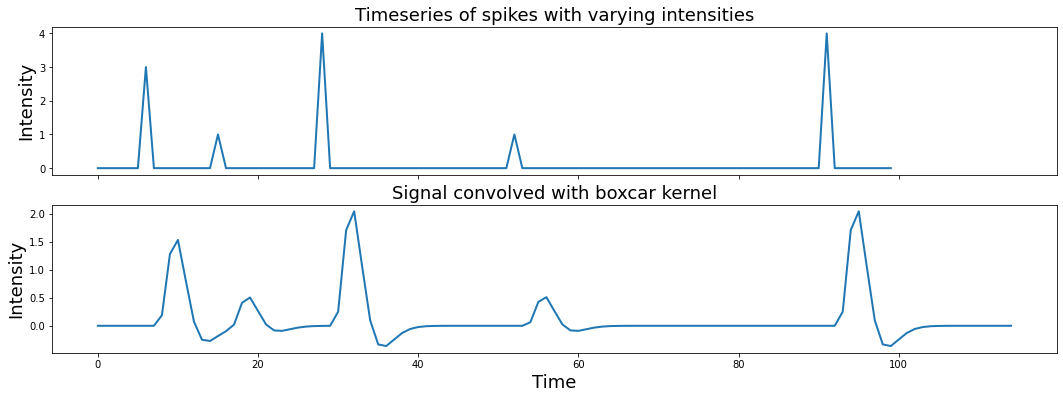 Timeseries of spikes with varying intensities
4
3
2
1
0
Intensity
Signal convolved with boxcar kernel
2.0
1.5
1.0
0.5
0.0
Intensity
0 20 40 60 80 100
Time